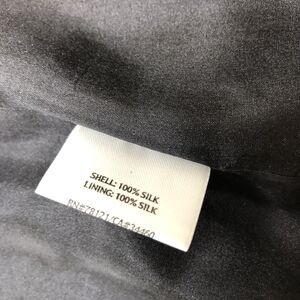 SHELL: 100% SILK
LINING: 100% SILK
RN#78121/CA#34460